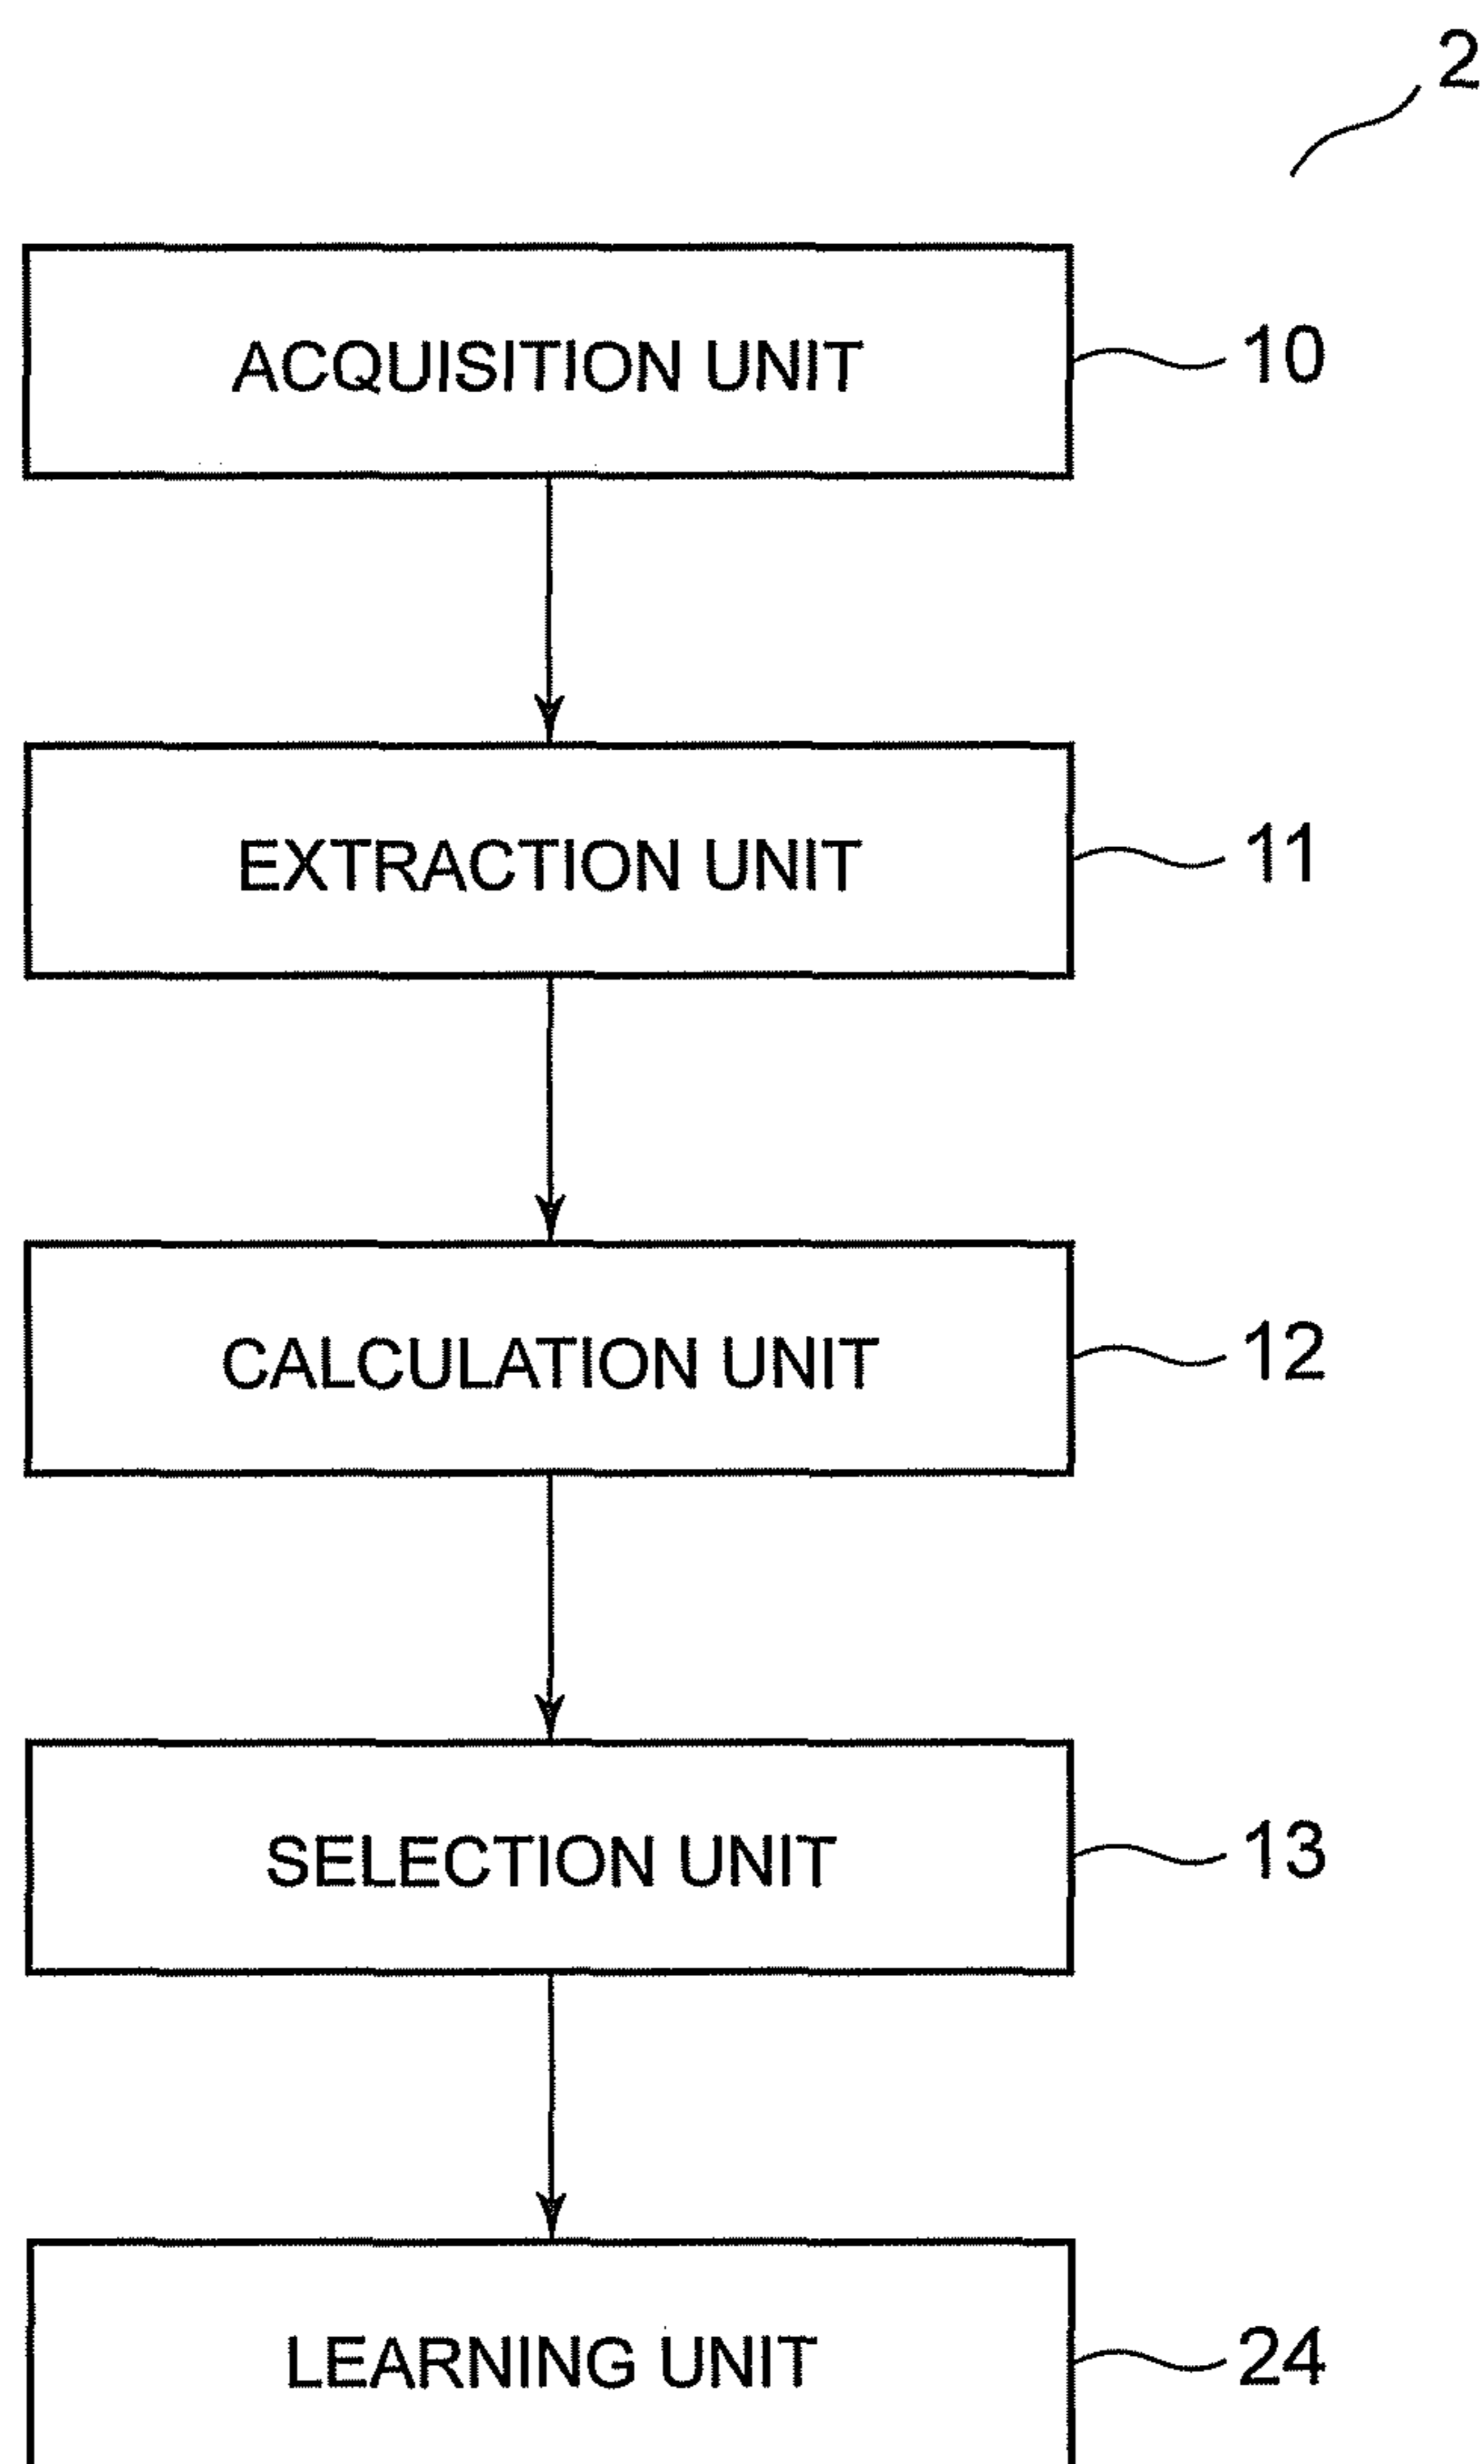 2
ACQUISITION UNIT 10
EXTRACTION UNIT 11
CALCULATION UNIT 12
SELECTION UNIT 13
LEARNING UNIT 24